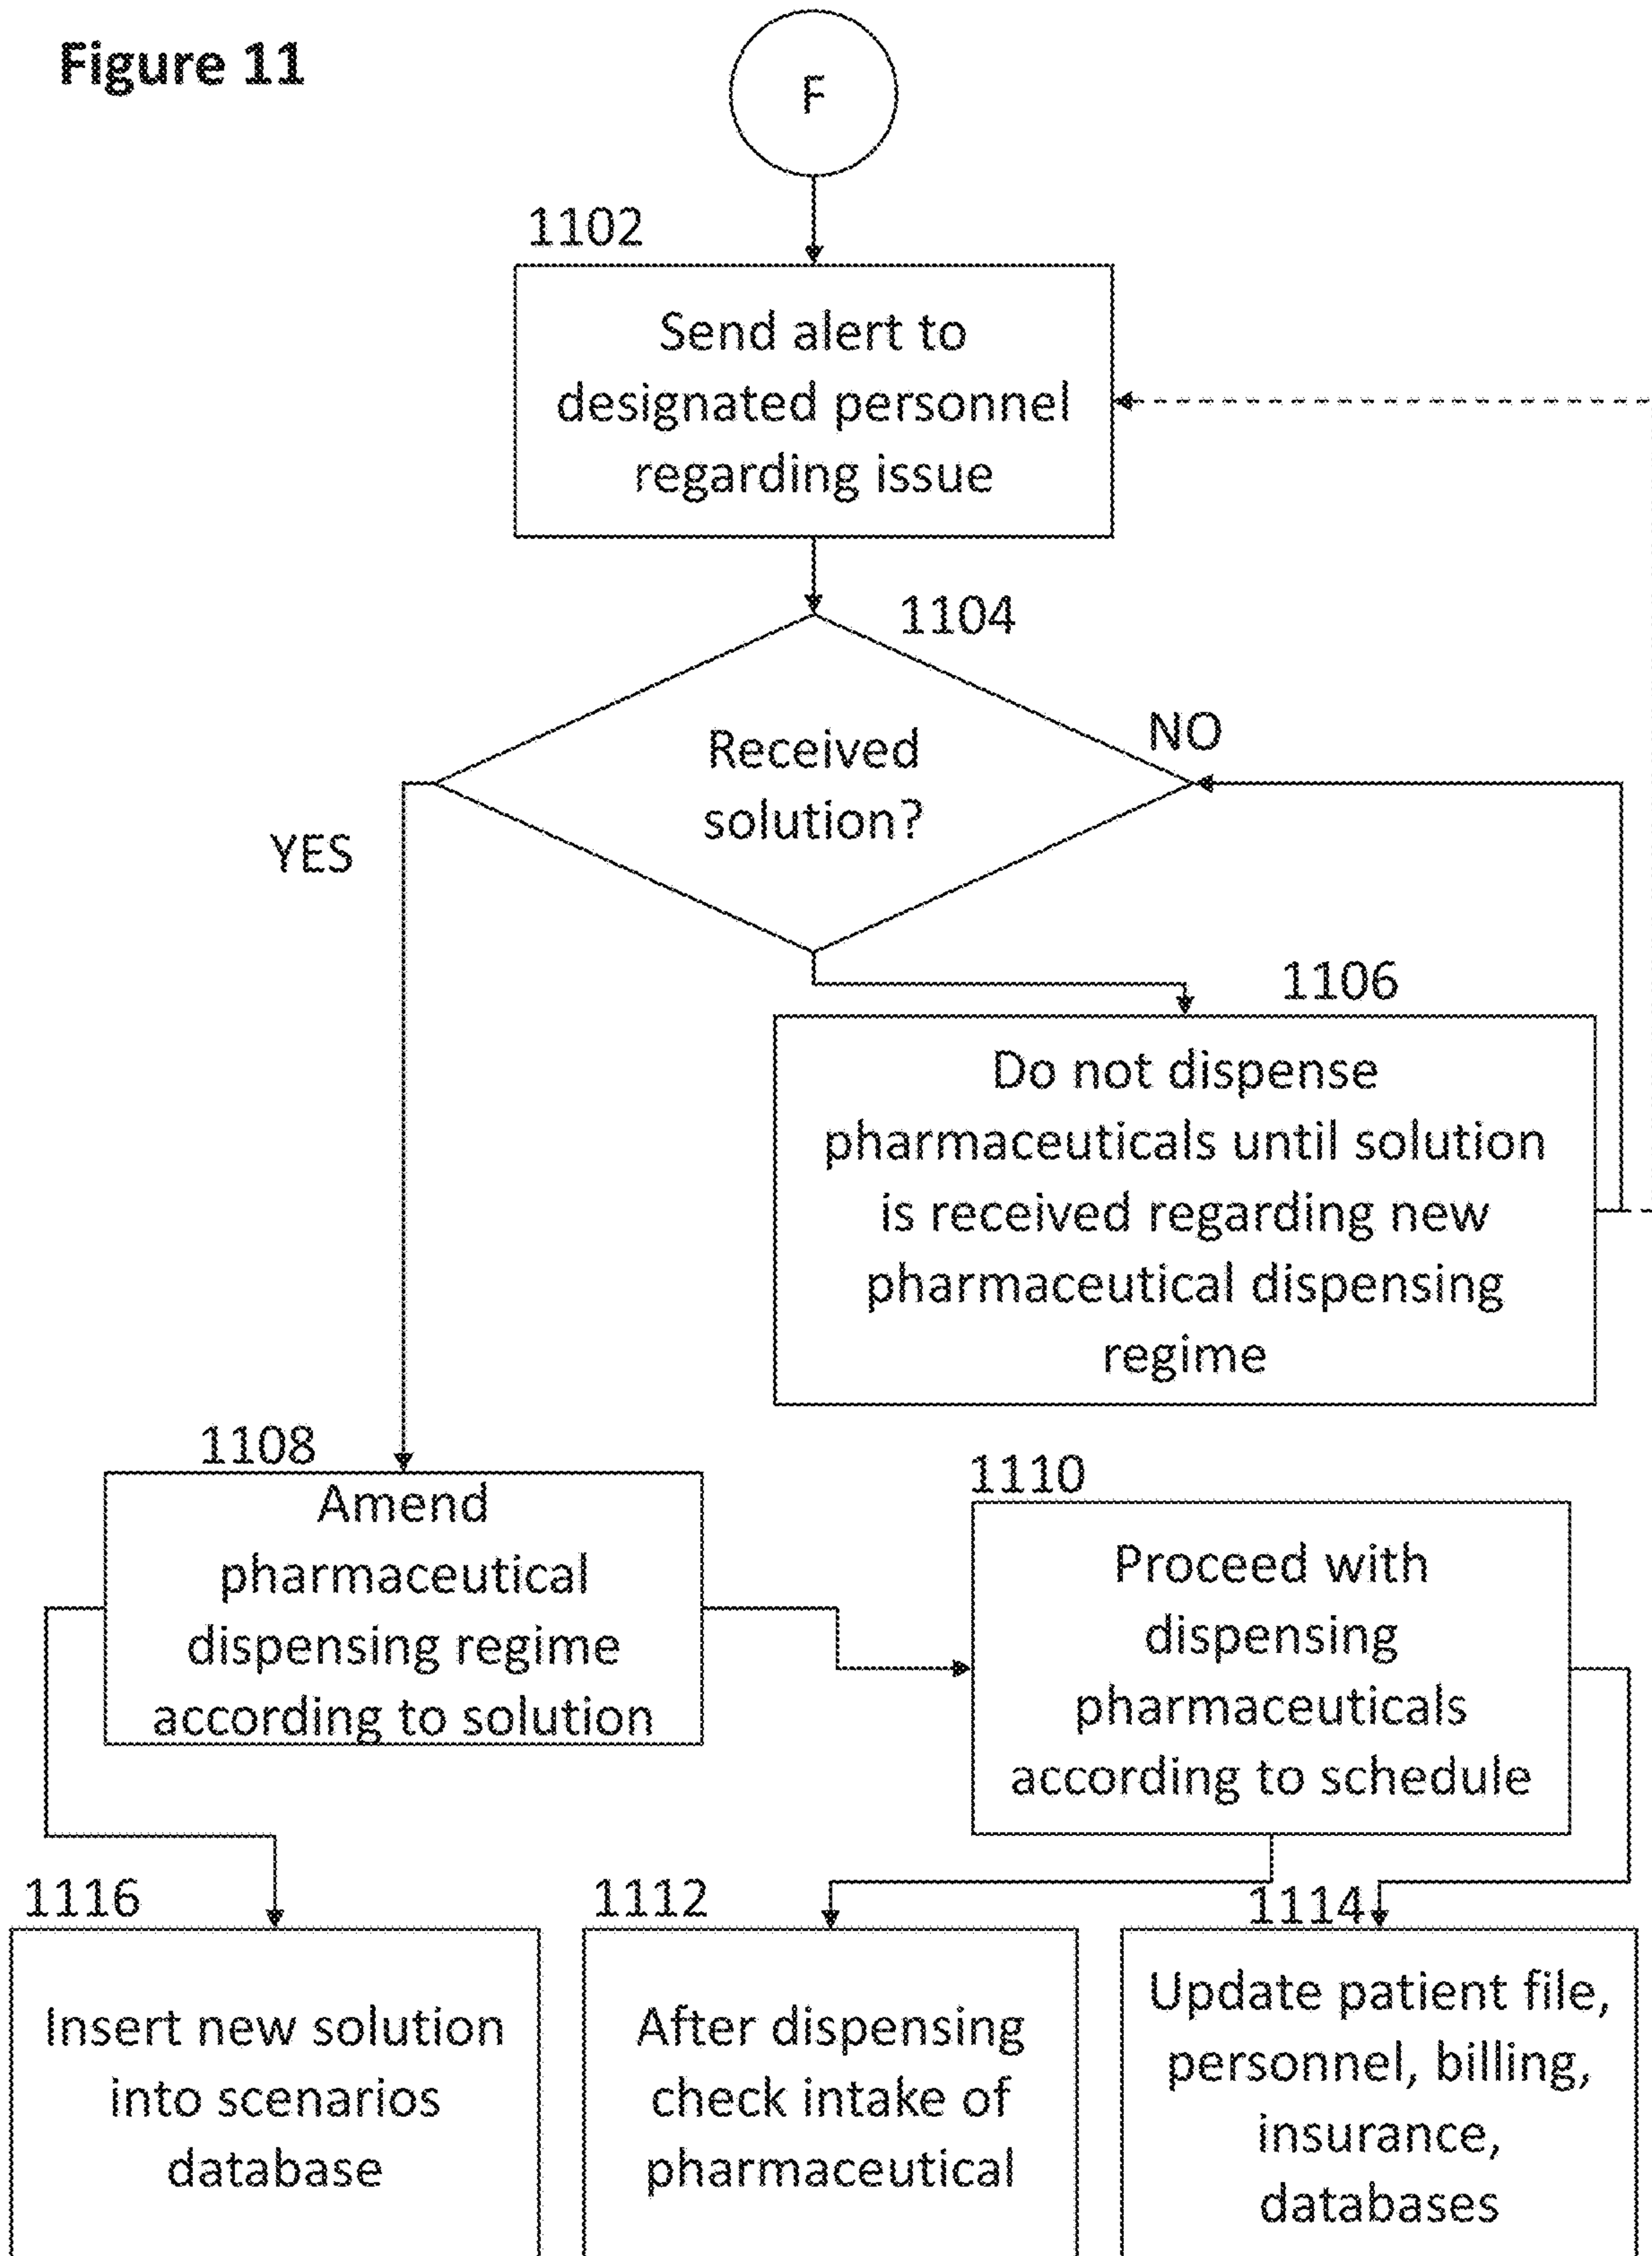 Figure 11
F
1102
Send alert to
designated personnel
regarding issue
1104
Received
solution?
NO
YES
1106
Do not dispense
pharmaceuticals until solution
is received regarding new
pharmaceutical dispensing
regime
1108
Amend
pharmaceutical
dispensing regime
according to solution
1110
Proceed with
dispensing
pharmaceuticals
according to schedule
1116
Insert new solution
into scenarios
database
1112
After dispensing
check intake of
pharmaceutical
1114
Update patient file,
personnel, billing,
insurance,
databases